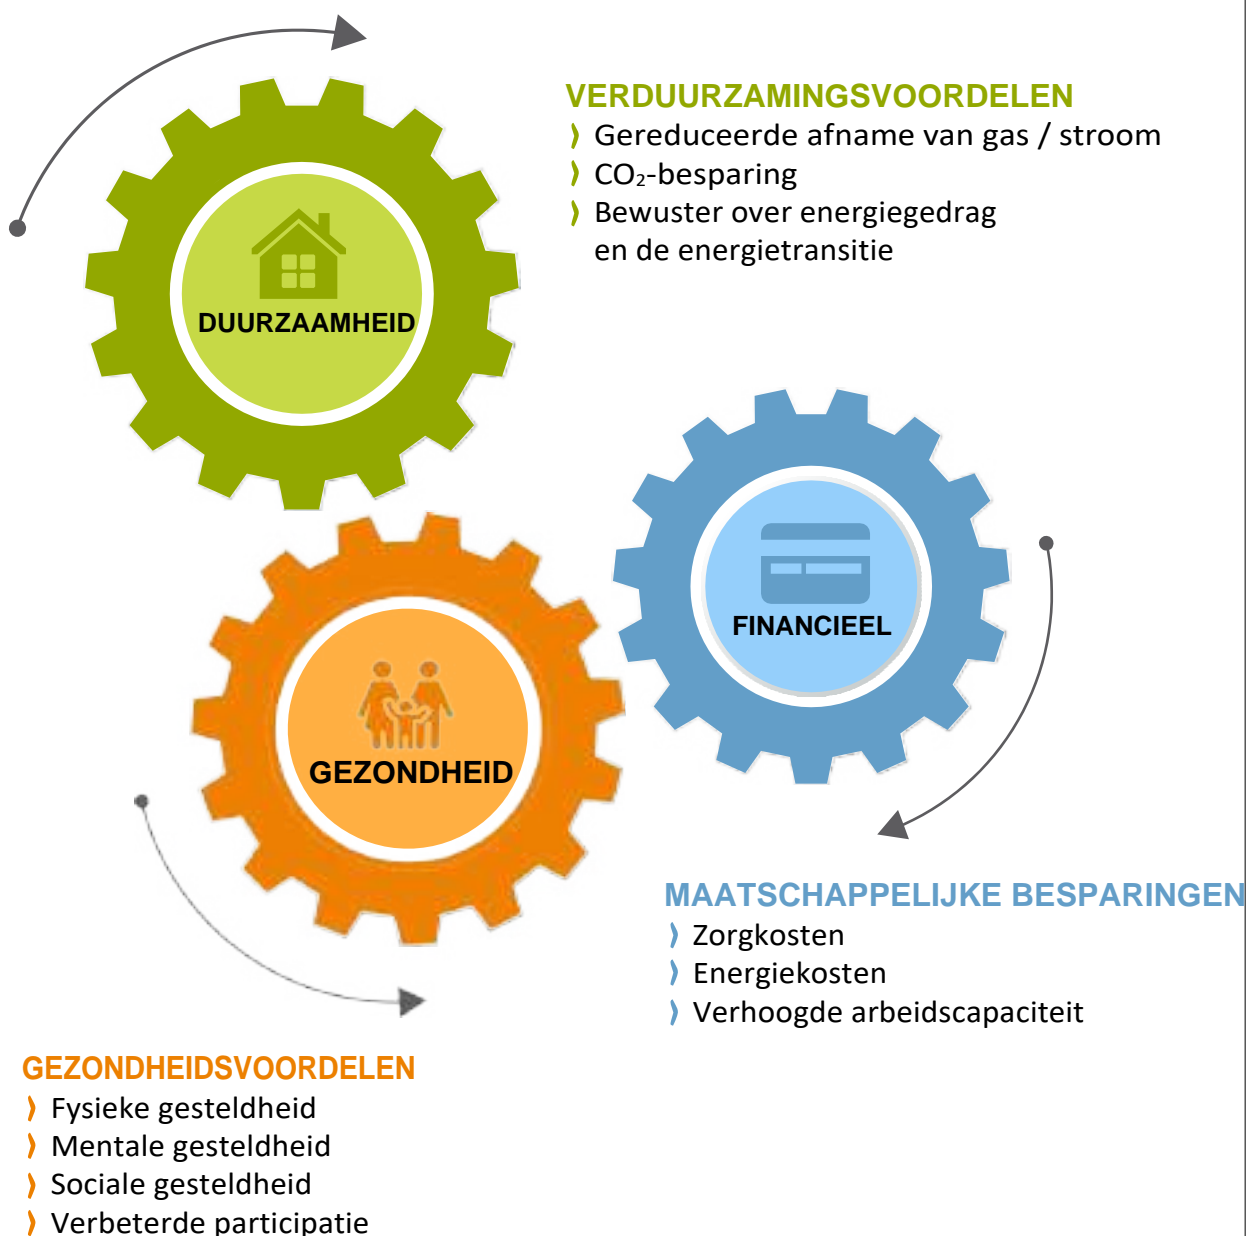 VERDUURZAMINGSVOORDELEN
Gereduceerde afname van gas / stroom
CO₂-besparing
Bewuster over energiegedrag
en de energietransitie
DUURZAAMHEID
FINANCIEEL
GEZONDHEID
MAATSCHAPPELIJKE BESPARINGEN
Zorgkosten
Energiekosten
Verhoogde arbeidscapaciteit
GEZONDHEIDSVOORDELEN
Fysieke gesteldheid
Mentale gesteldheid
Sociale gesteldheid
Verbeterde participatie